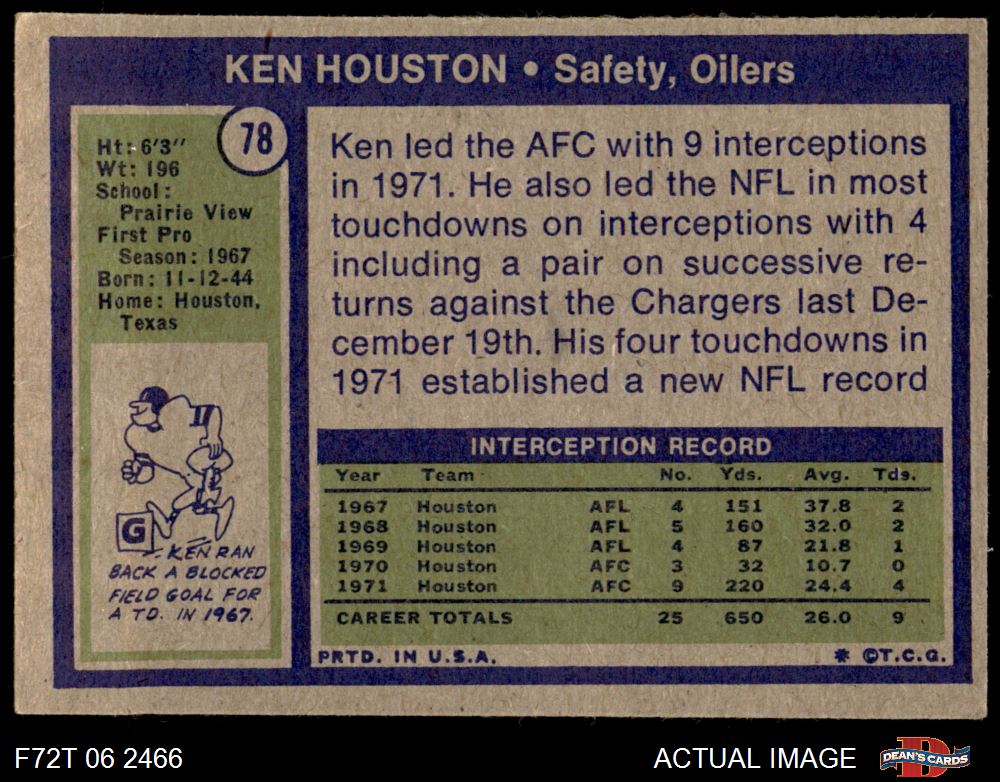 KEN HOUSTON • Safety, Oilers
78
Ht: 6'3"
Wt: 196
School:
Prairie View
First Pro
Season: 1967
Born: 11-12-44
Home: Houston,
Texas
G
KEN RAN
BACK A BLOCKED
FIELD GOAL FOR
A TD. IN 1967.
Ken led the AFC with 9 interceptions
in 1971. He also led the NFL in most
touchdowns on interceptions with 4
including a pair on successive re-
turns against the Chargers last De-
cember 19th. His four touchdowns in
1971 established a new NFL record
INTERCEPTION RECORD
Year Team No. Yds. Avg. Tds.
1967 Houston AFL 4 151 37.8 2
1968 Houston AFL 5 160 32.0 2
1969 Houston AFL 4 87 21.8 1
1970 Houston AFC 3 32 10.7 0
1971 Houston AFC 9 220 24.4 4
CAREER TOTALS 25 650 26.0 9
PRTD. IN U.S.A. * ©T.C.G.
F72T 06 2466 ACTUAL IMAGE DEAN'S CARDS